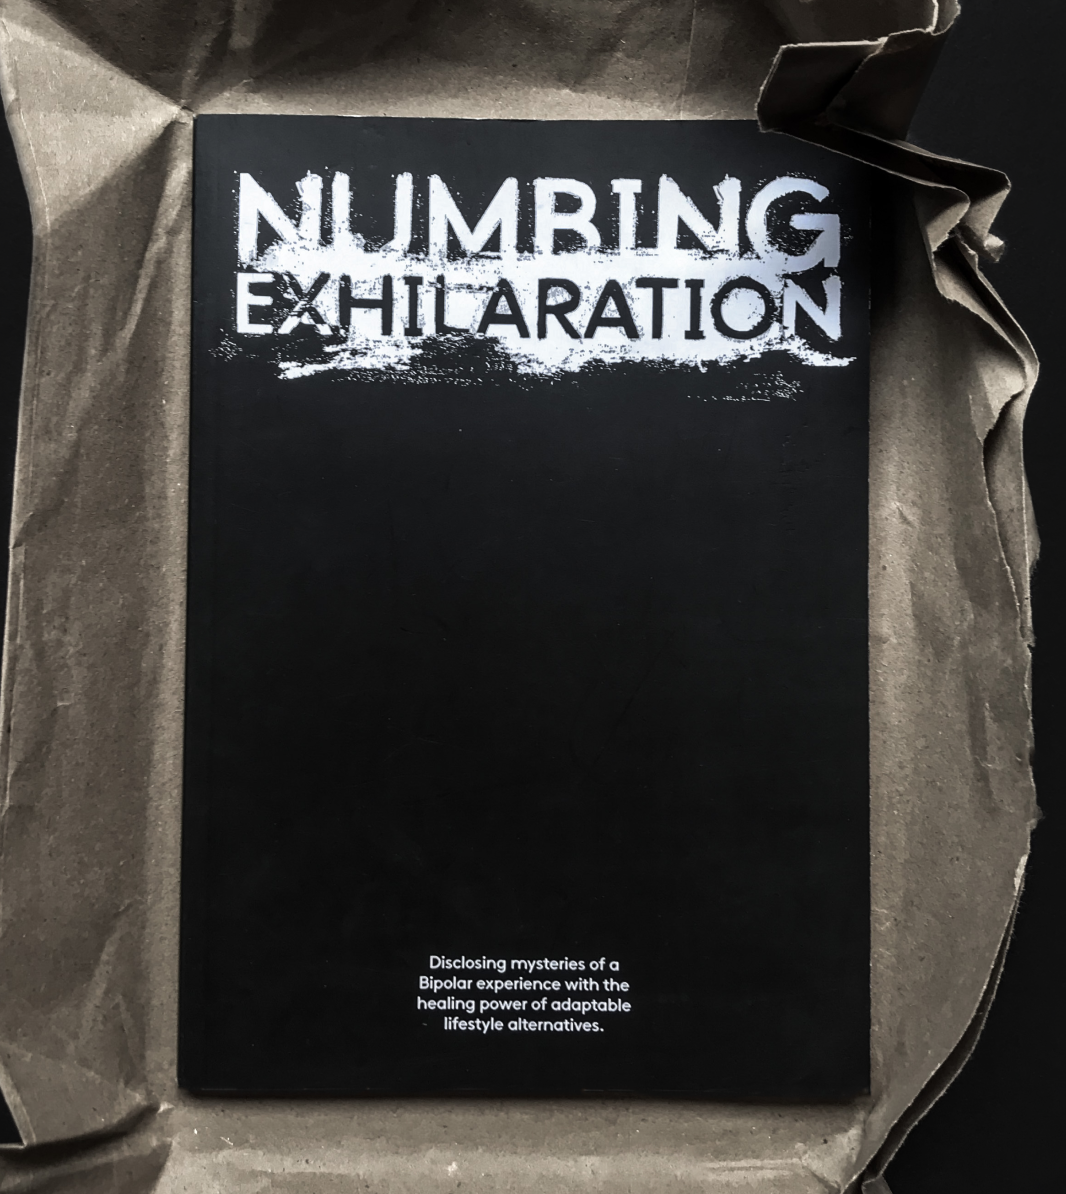 NUMBING
EXHILARATION
Disclosing mysteries of a
Bipolar experience with the
healing power of adaptable
lifestyle alternatives.